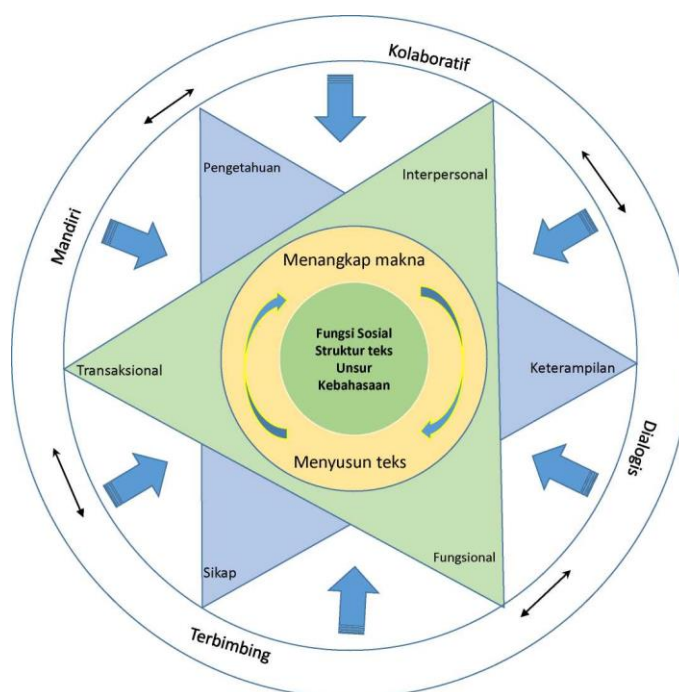 Kolaboratif
Pengetahuan
Interpersonal
Mandiri
Menangkap makna
Fungsi Sosial
Struktur teks
Unsur
Kebahasaan
Transaksional
Keterampilan
Dialogis
Menyusun teks
Fungsional
Sikap
Terbimbing